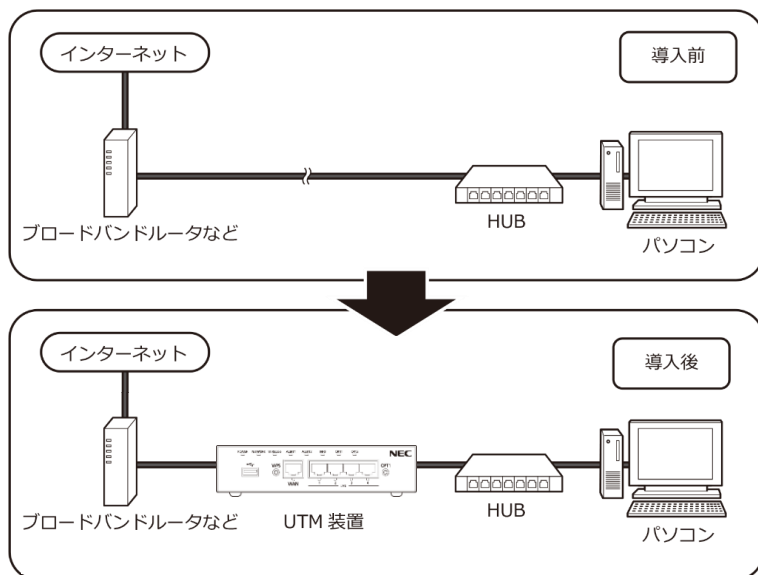 インターネット
導入前
ブロードバンドルータなど
HUB
パソコン
インターネット
導入後
NEC
WAN
ブロードバンドルータなど
UTM 装置
HUB
パソコン